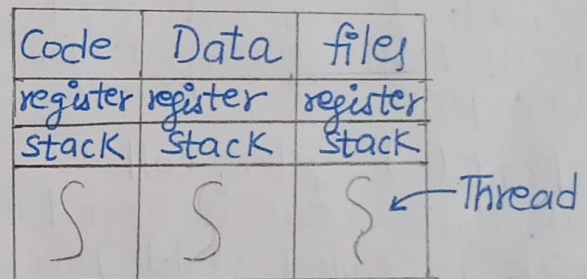 Code Data files
register register register
stack stack stack
Thread